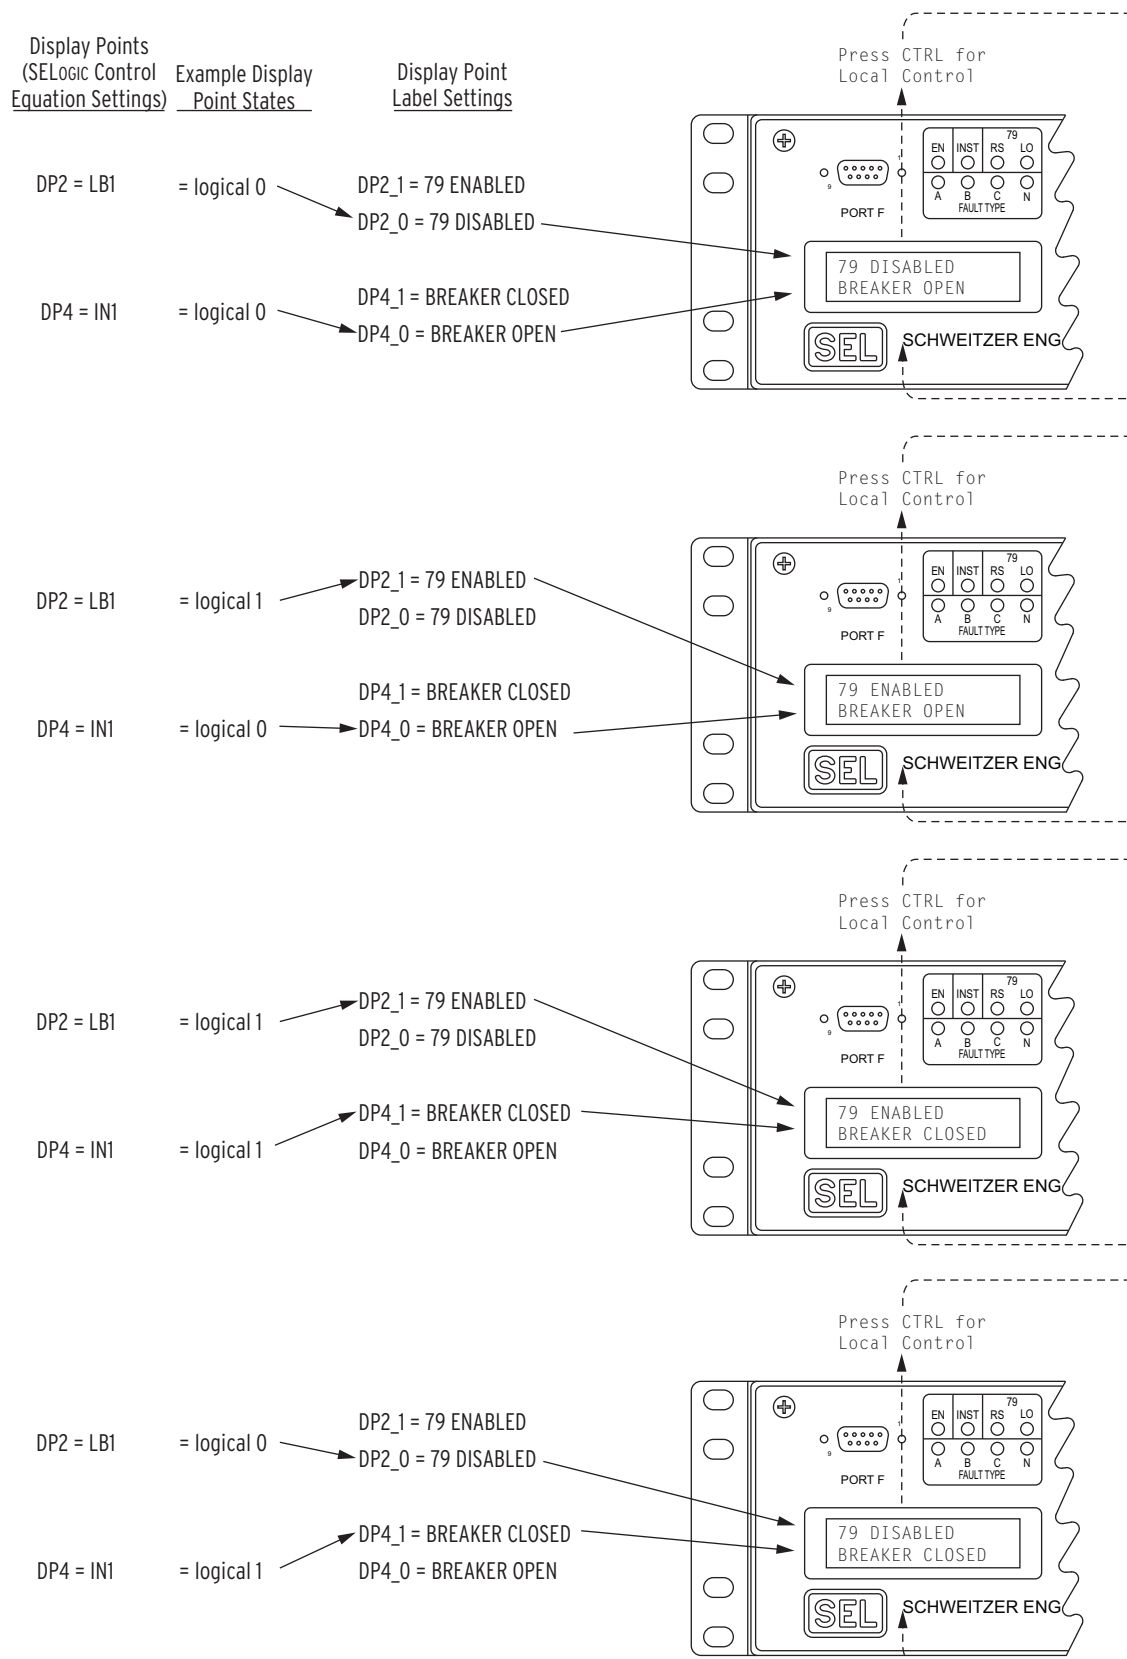 Display Points
(SELOGIC Control
Equation Settings)
Example Display
Point States
Display Point
Label Settings
Press CTRL for
Local Control
DP2 = LB1
= logical 0
DP2_1 = 79 ENABLED
DP2_0 = 79 DISABLED
DP4 = IN1
= logical 0
DP4_1 = BREAKER CLOSED
DP4_0 = BREAKER OPEN
79
EN INST RS LO
A B C N
FAULT TYPE
1
9
PORT F
79 DISABLED
BREAKER OPEN
SEL
SCHWEITZER ENG
Press CTRL for
Local Control
DP2 = LB1
= logical 1
DP2_1 = 79 ENABLED
DP2_0 = 79 DISABLED
DP4 = IN1
= logical 0
DP4_1 = BREAKER CLOSED
DP4_0 = BREAKER OPEN
79
EN INST RS LO
A B C N
FAULT TYPE
1
9
PORT F
79 ENABLED
BREAKER OPEN
SEL
SCHWEITZER ENG
Press CTRL for
Local Control
DP2 = LB1
= logical 1
DP2_1 = 79 ENABLED
DP2_0 = 79 DISABLED
DP4 = IN1
= logical 1
DP4_1 = BREAKER CLOSED
DP4_0 = BREAKER OPEN
79
EN INST RS LO
A B C N
FAULT TYPE
1
9
PORT F
79 ENABLED
BREAKER CLOSED
SEL
SCHWEITZER ENG
Press CTRL for
Local Control
DP2 = LB1
= logical 0
DP2_1 = 79 ENABLED
DP2_0 = 79 DISABLED
DP4 = IN1
= logical 1
DP4_1 = BREAKER CLOSED
DP4_0 = BREAKER OPEN
79
EN INST RS LO
A B C N
FAULT TYPE
1
9
PORT F
79 DISABLED
BREAKER CLOSED
SEL
SCHWEITZER ENG